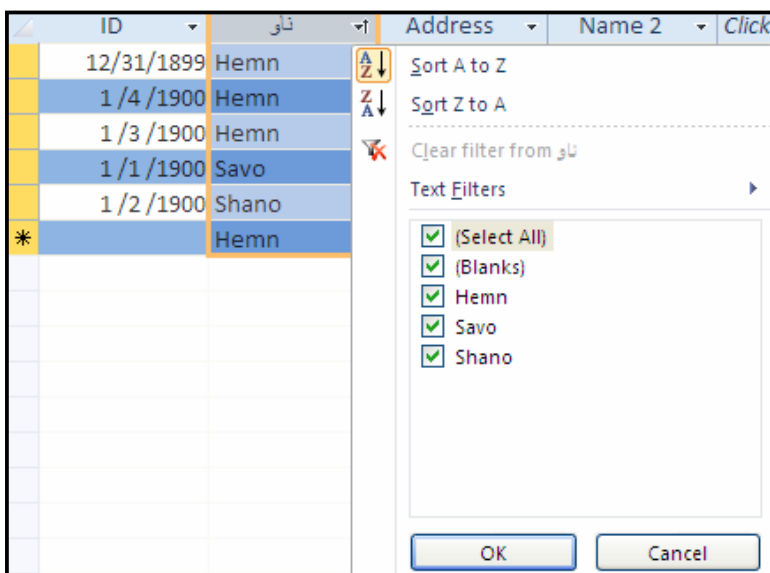 ID ناو Address Name 2 Click
12/31/1899 Hemn
1 /4 /1900 Hemn
1 /3 /1900 Hemn
1 /1 /1900 Savo
1 /2 /1900 Shano
* Hemn
Sort A to Z
Sort Z to A
Clear filter from ناو
Text Filters
(Select All)
(Blanks)
Hemn
Savo
Shano
OK Cancel